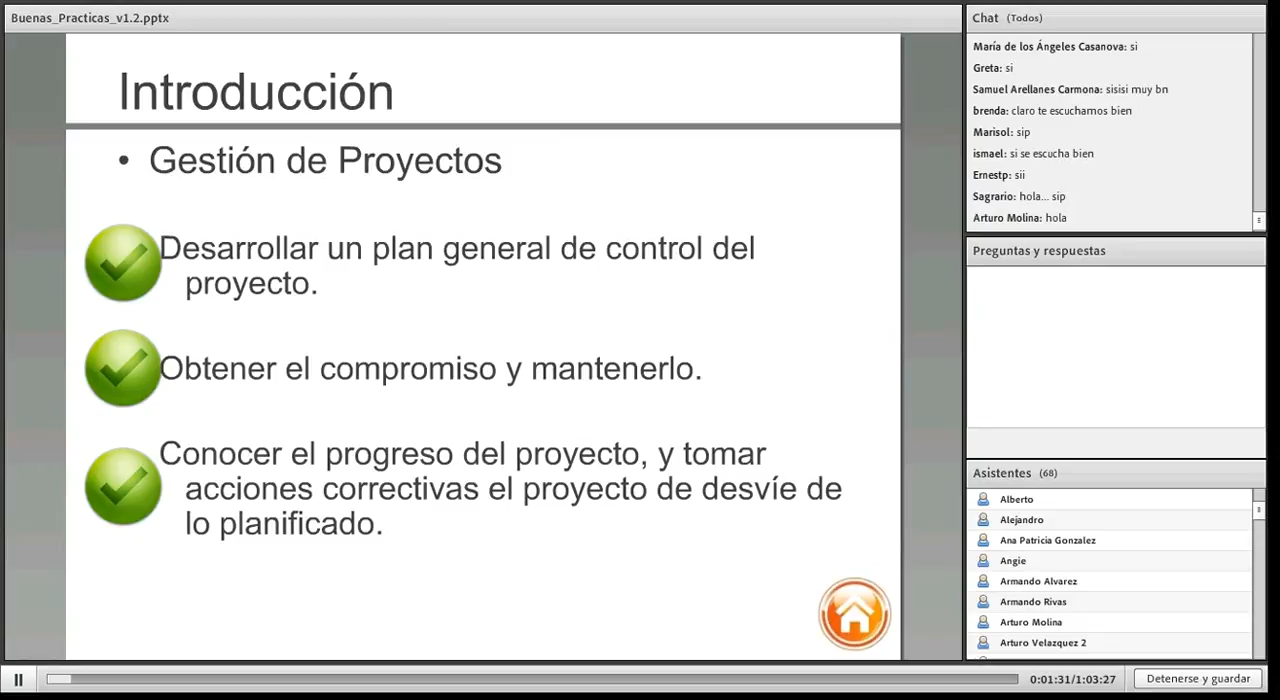 Buenas_Practicas_v1.2.pptx
Introducción
• Gestión de Proyectos
Desarrollar un plan general de control del
proyecto.
Obtener el compromiso y mantenerlo.
Conocer el progreso del proyecto, y tomar
acciones correctivas el proyecto de desvíe de
lo planificado.
Chat (Todos)
María de los Ángeles Casanova: si
Greta: si
Samuel Arellanes Carmona: sisisi muy bn
brenda: claro te escuchamos bien
Marisol: sip
ismael: si se escucha bien
Ernestp: sii
Sagrario: hola... sip
Arturo Molina: hola
Preguntas y respuestas
Asistentes (68)
Alberto
Alejandro
Ana Patricia Gonzalez
Angie
Armando Alvarez
Armando Rivas
Arturo Molina
Arturo Velazquez 2
0:01:31/1:03:27
Detenerse y guardar